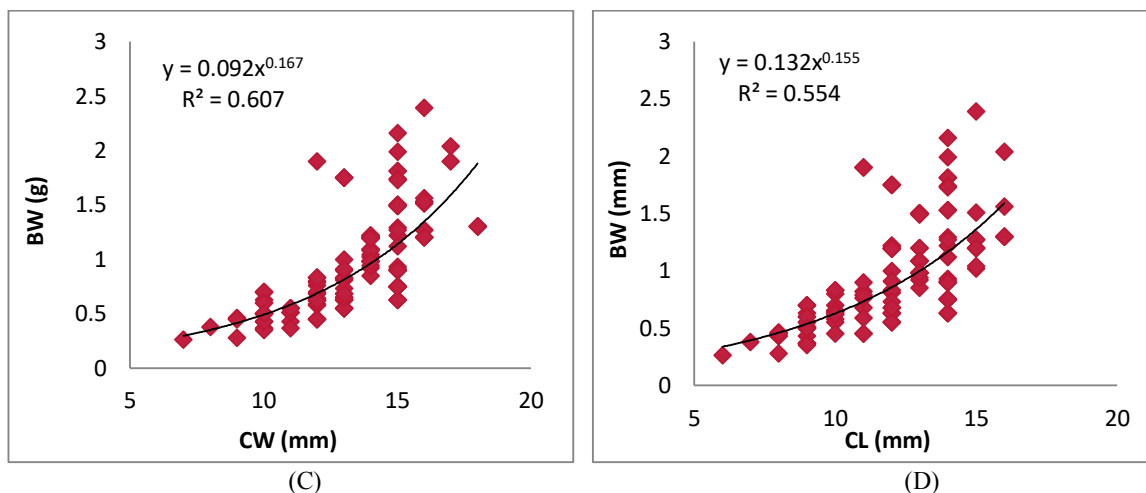 3
2.5
2
1.5
1
0.5
0
5
10
15
20
BW (g)
CW (mm)
y = 0.092x^0.167
R² = 0.607
(C)
3
2.5
2
1.5
1
0.5
0
5
10
15
20
BW (mm)
CL (mm)
y = 0.132x^0.155
R² = 0.554
(D)